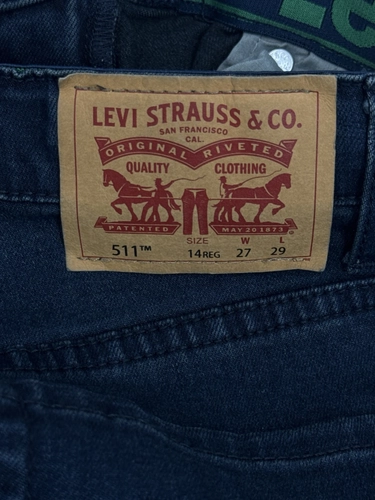 LEVI STRAUSS & CO.
SAN FRANCISCO
CAL.
ORIGINAL RIVETED
QUALITY CLOTHING
PATENTED MAY 20 1873
SIZE W L
511™ 14REG 27 29